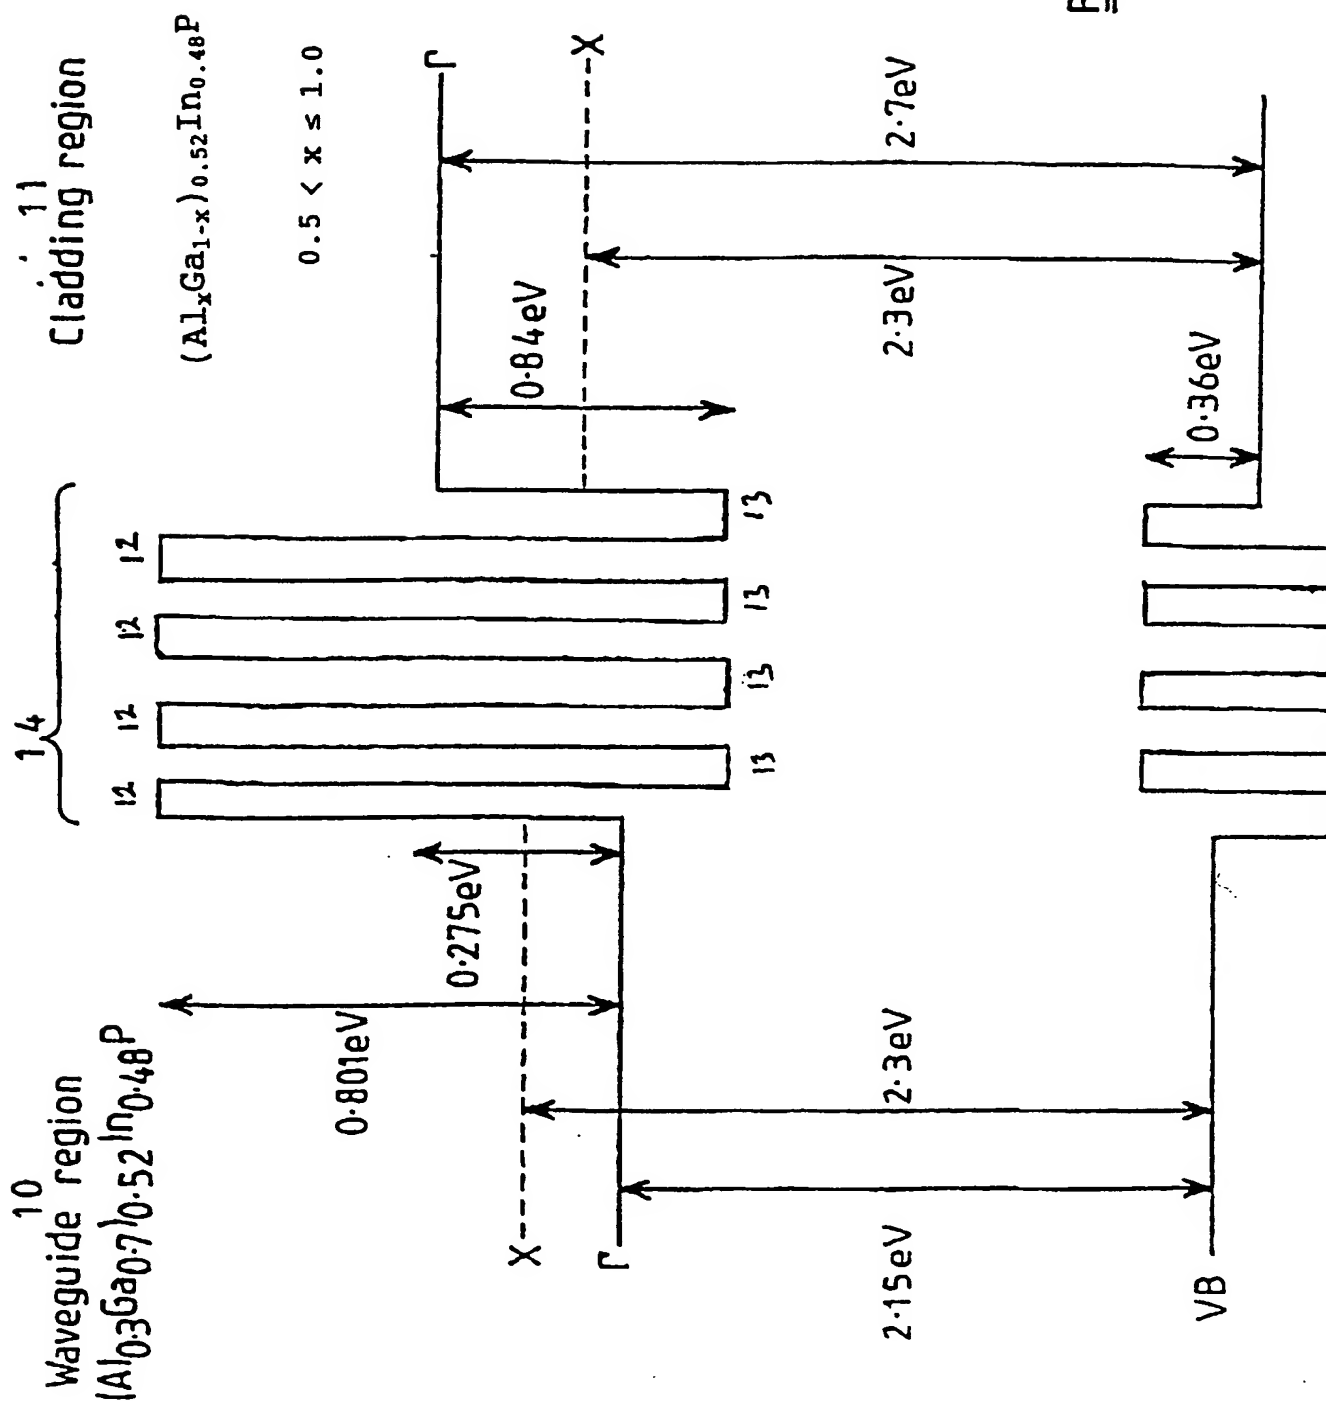 10
Waveguide region
(Al0·3Ga0·7)0·52In0·48P
14
11
Cladding region
(AlxGa1-x)0.52In0.48P
0.5 < x ≤ 1.0
12
12
12
12
0·801eV
0·275eV
0·84eV
Γ
X
X
Γ
13
13
13
13
2·15eV
2·3eV
2·3eV
2·7eV
0·36eV
VB